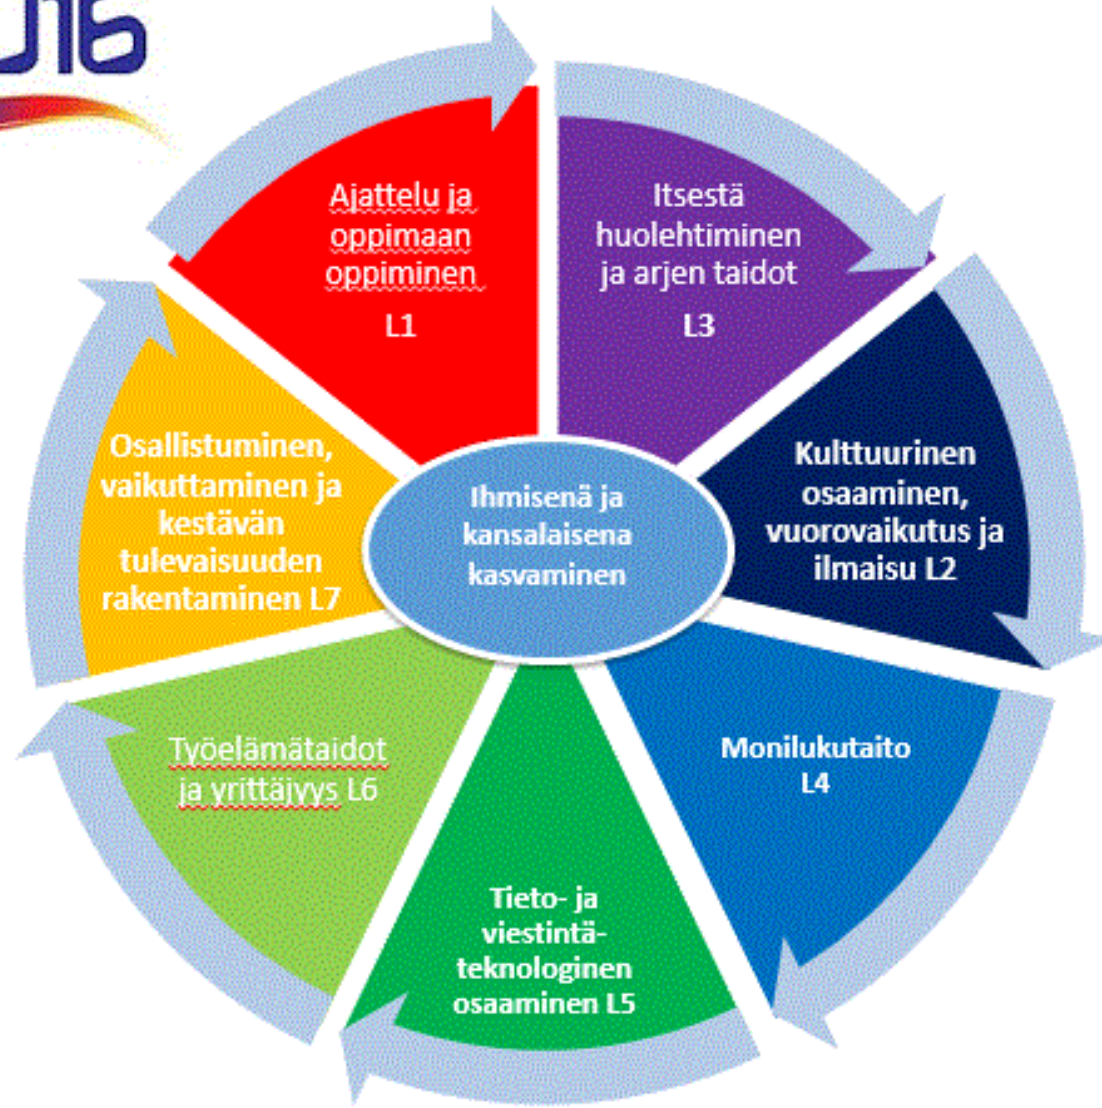 Ajattelu ja
oppimaan
oppiminen
L1
Itsestä
huolehtiminen
ja arjen taidot
L3
Kulttuurinen
osaaminen,
vuorovaikutus ja
ilmaisu L2
Monilukutaito
L4
Tieto- ja
viestintä-
teknologinen
osaaminen L5
Työelämätaidot
ja yrittäjyys L6
Osallistuminen,
vaikuttaminen ja
kestävän
tulevaisuuden
rakentaminen L7
Ihmisenä ja
kansalaisena
kasvaminen